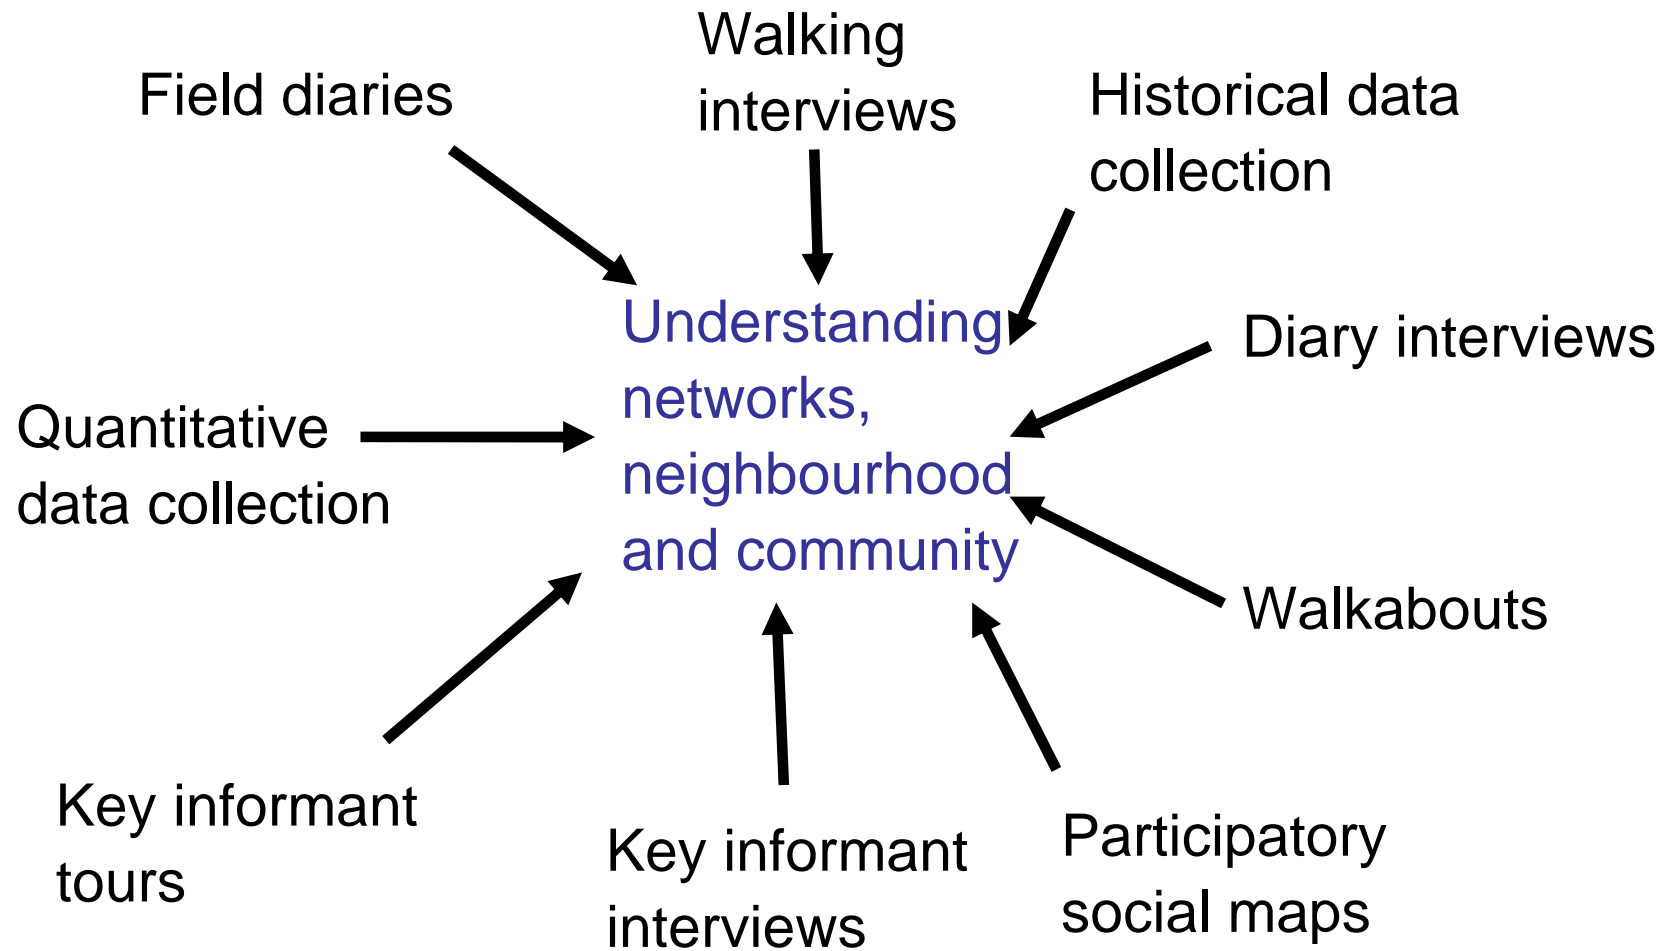 Walking
interviews
Field diaries
Historical data
collection
Understanding
networks,
neighbourhood
and community
Diary interviews
Quantitative
data collection
Walkabouts
Key informant
tours
Key informant
interviews
Participatory
social maps